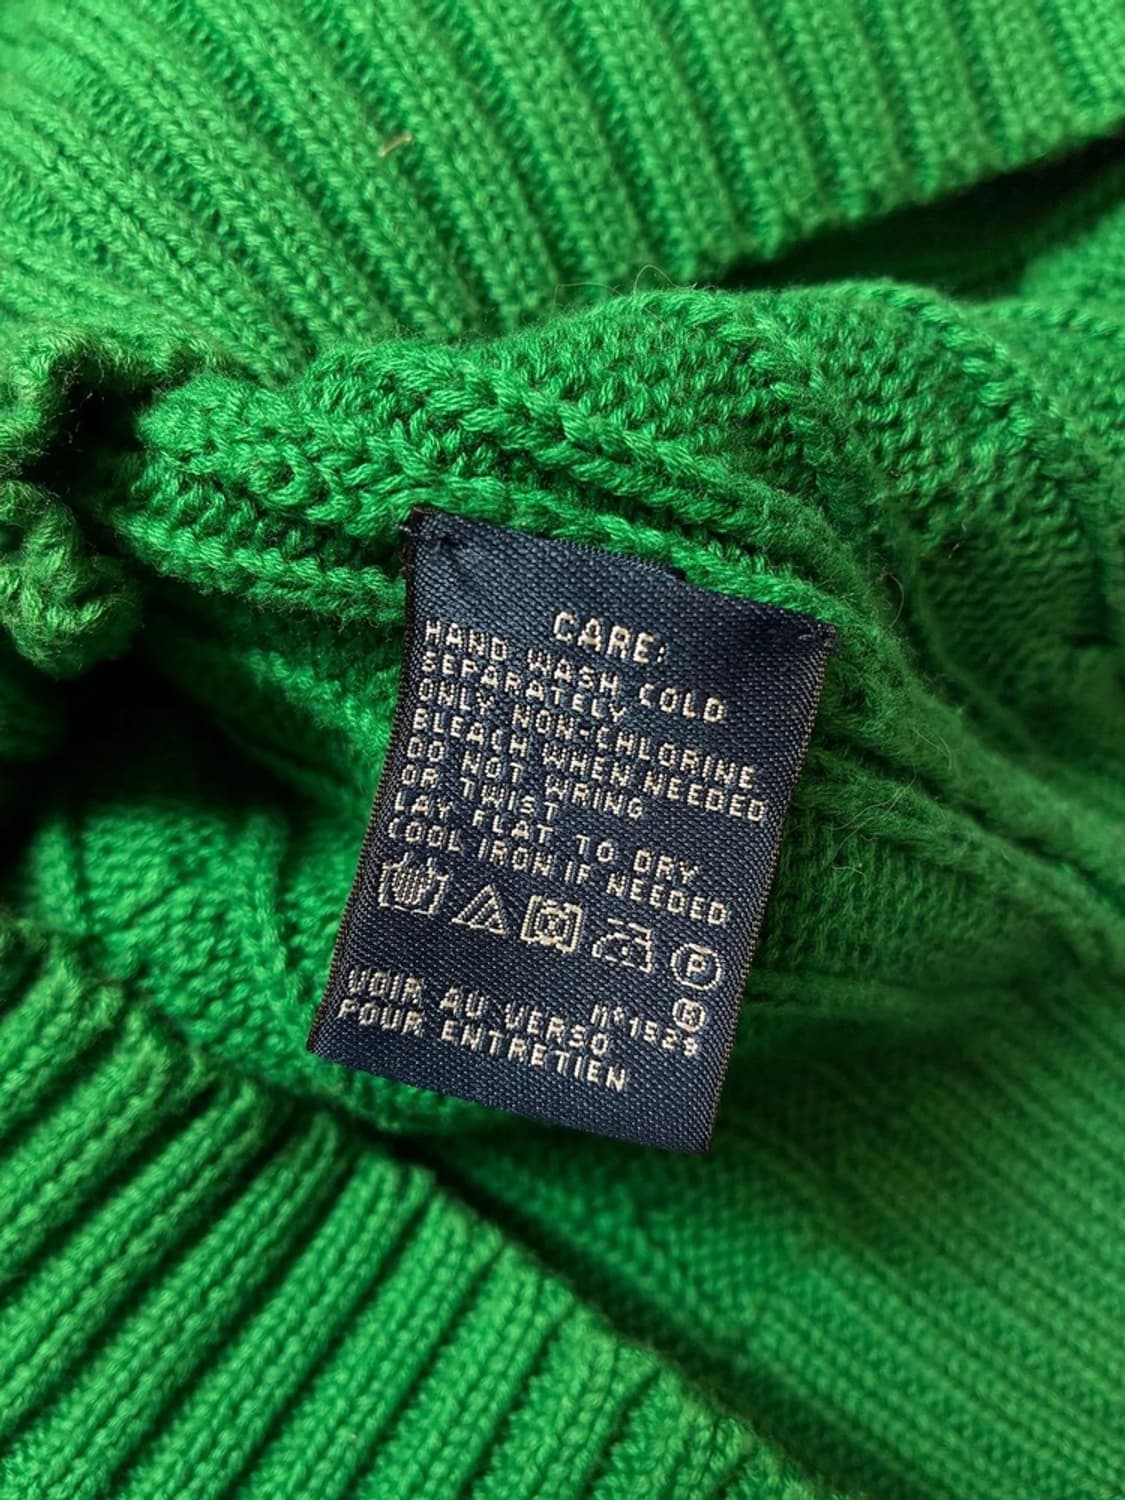 CARE:
HAND WASH COLD
SEPARATELY
ONLY NON-CHLORINE
BLEACH WHEN NEEDED
DO NOT WRING
OR TWIST
LAY FLAT TO DRY
COOL IRON IF NEEDED
P
B
VOIR AU VERSO
POUR ENTRETIEN